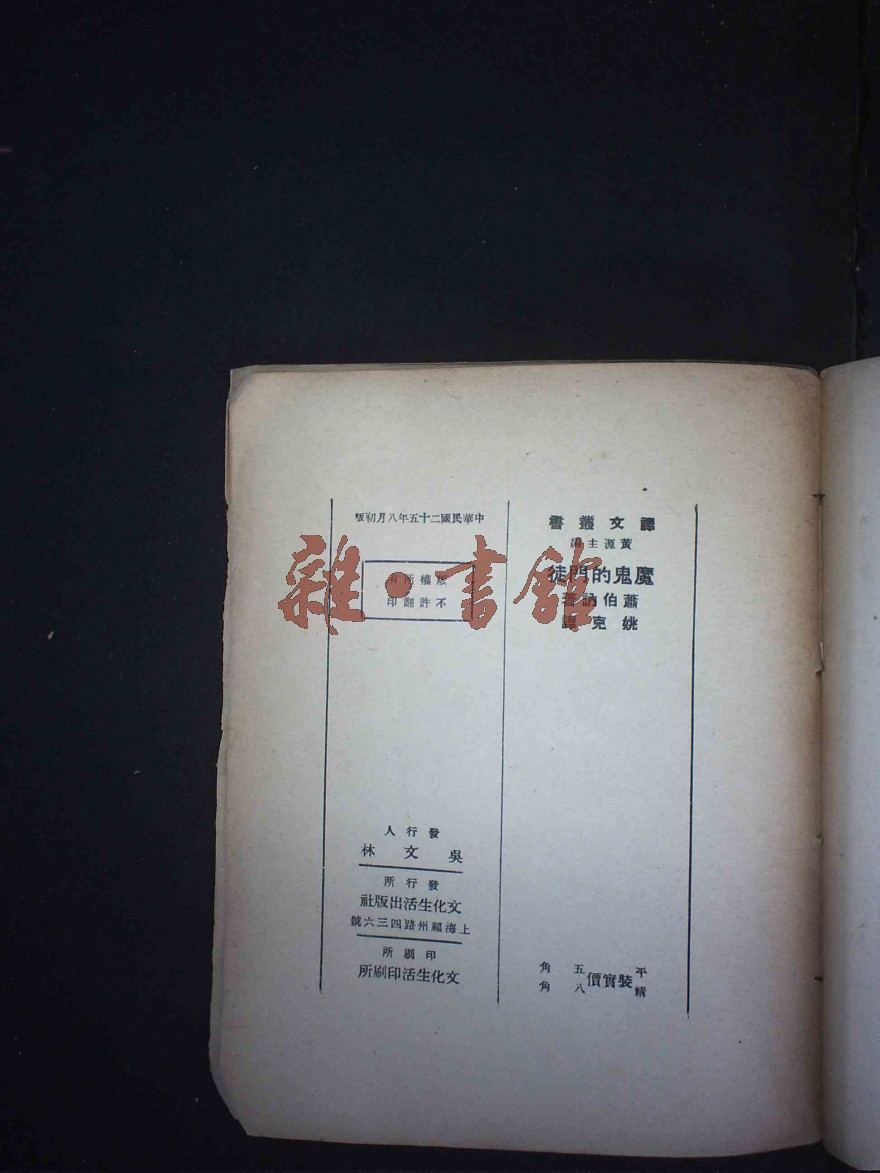 譯文叢書
黃源主編
魔鬼的門徒
蕭伯訥著
姚克譯
平精裝實價五角八角
中華民國二十五年八月初版
版權所有
不許翻印
發行人
吳文林
發行所
文化生活出版社
上海福州路四三六號
印刷所
文化生活印刷所
雜·書館